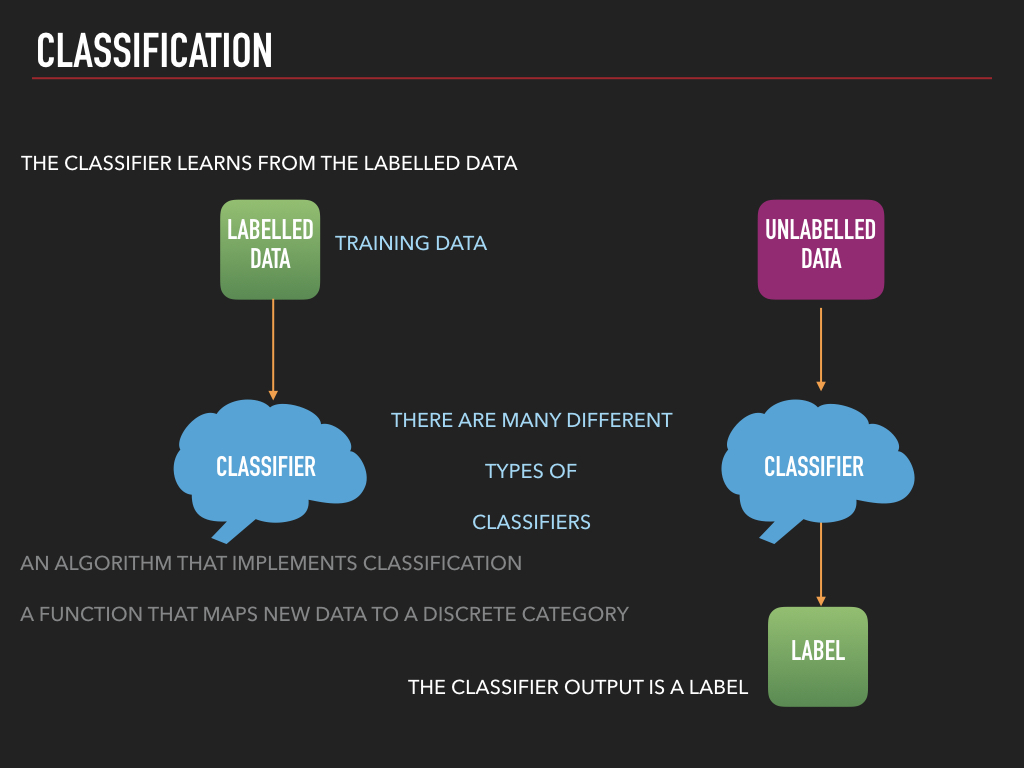 CLASSIFICATION
THE CLASSIFIER LEARNS FROM THE LABELLED DATA
LABELLED
DATA
TRAINING DATA
UNLABELLED
DATA
CLASSIFIER
THERE ARE MANY DIFFERENT
TYPES OF
CLASSIFIERS
CLASSIFIER
AN ALGORITHM THAT IMPLEMENTS CLASSIFICATION
A FUNCTION THAT MAPS NEW DATA TO A DISCRETE CATEGORY
LABEL
THE CLASSIFIER OUTPUT IS A LABEL